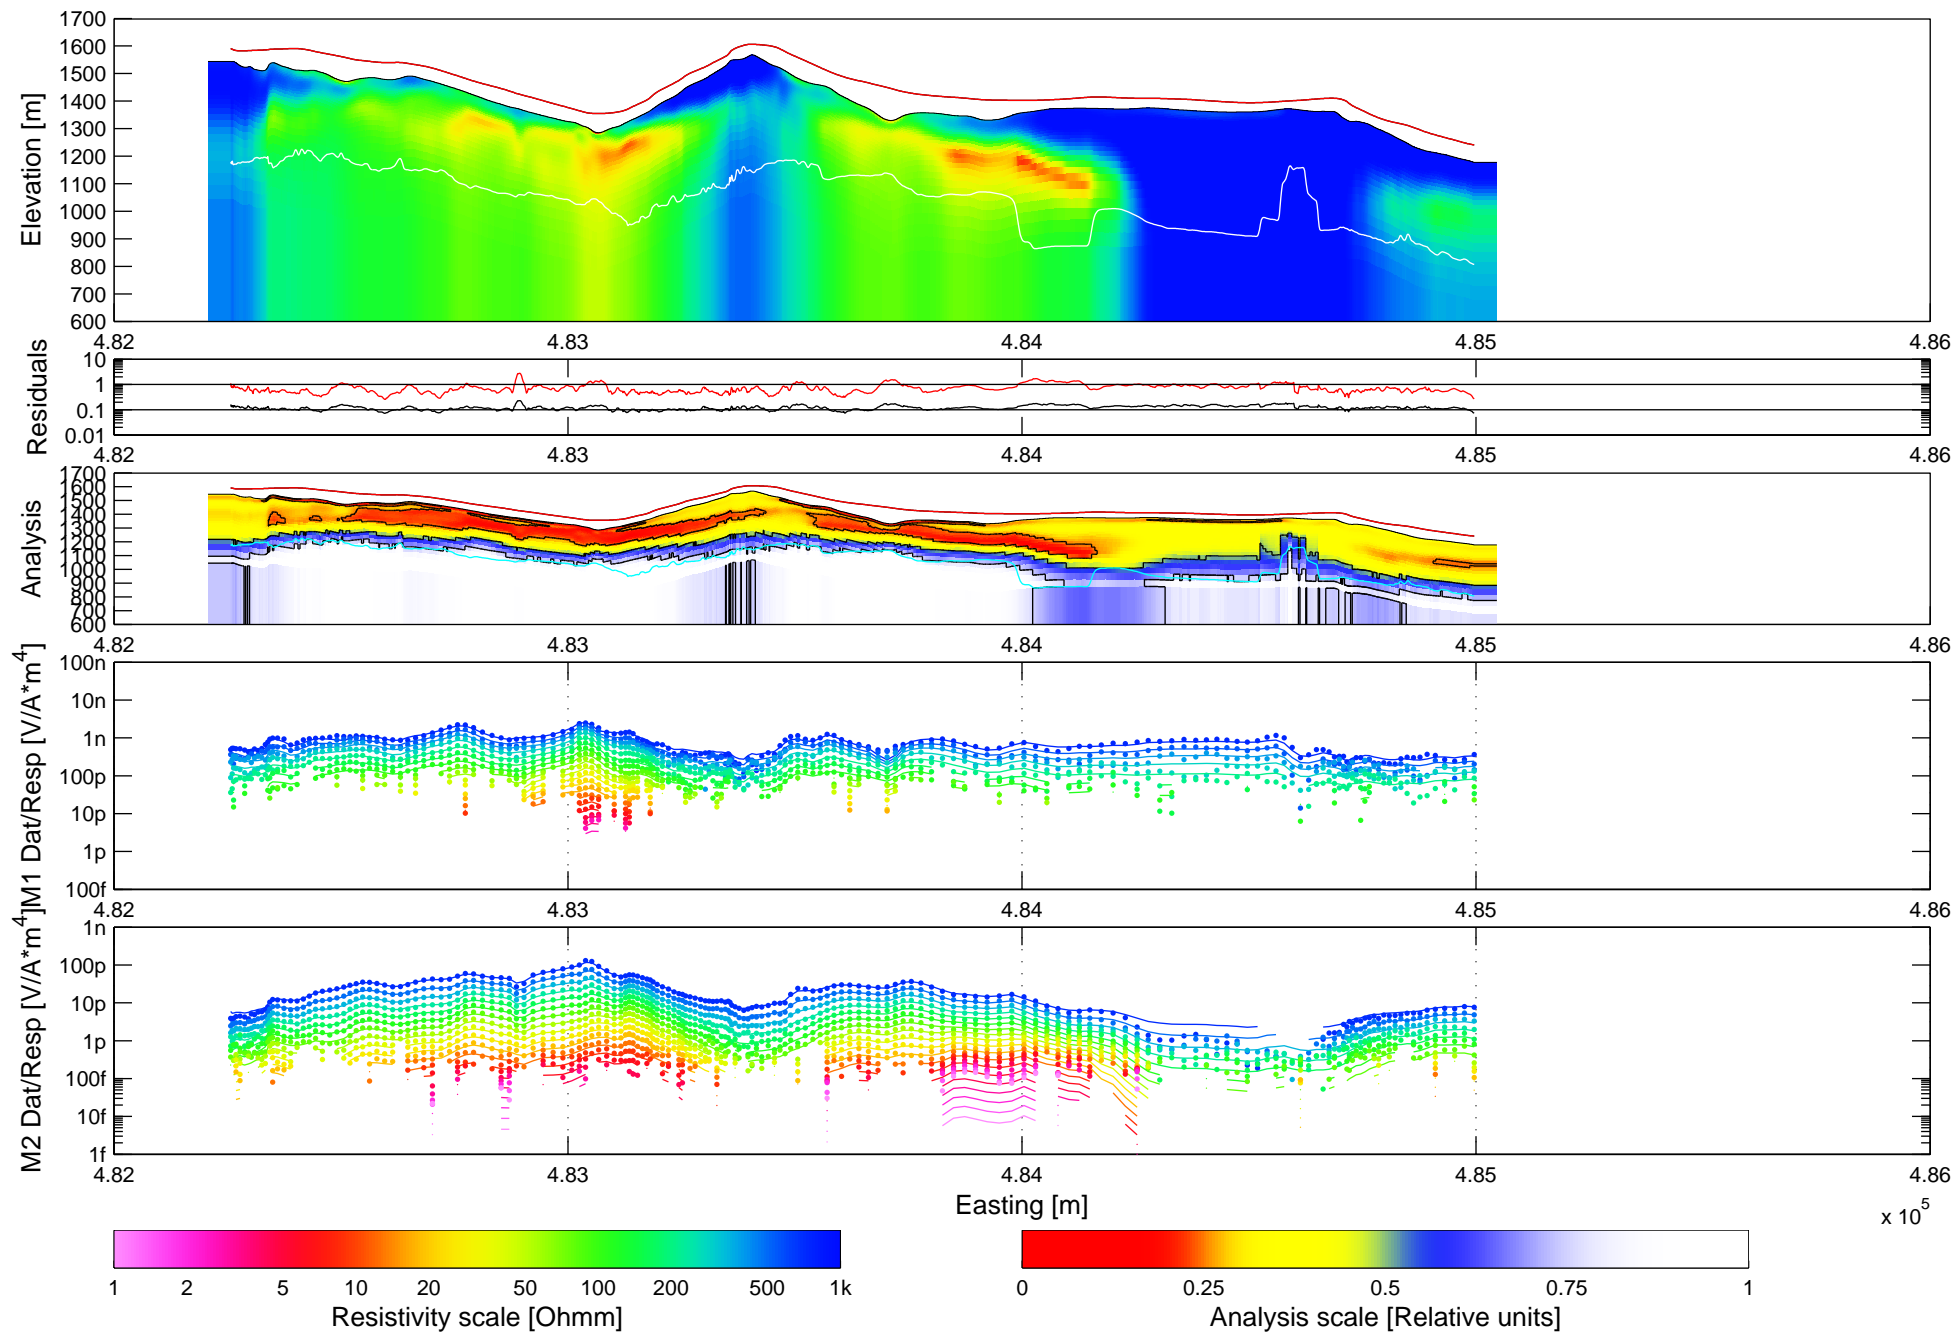 Elevation [m]
1700
1600
1500
1400
1300
1200
1100
1000
900
800
700
600
4.82 4.83 4.84 4.85 4.86
Residuals
10
1
0.1
0.01
4.82 4.83 4.84 4.85 4.86
Analysis
1700
1600
1500
1400
1300
1200
1100
1000
900
800
700
600
4.82 4.83 4.84 4.85 4.86
M1 Dat/Resp [V/A*m^4]
100n
10n
1n
100p
10p
1p
100f
4.82 4.83 4.84 4.85 4.86
M2 Dat/Resp [V/A*m^4]
1n
100p
10p
1p
100f
10f
1f
4.82 4.83 4.84 4.85 4.86
Easting [m]
x 10^5
1 2 5 10 20 50 100 200 500 1k
Resistivity scale [Ohmm]
0 0.25 0.5 0.75 1
Analysis scale [Relative units]